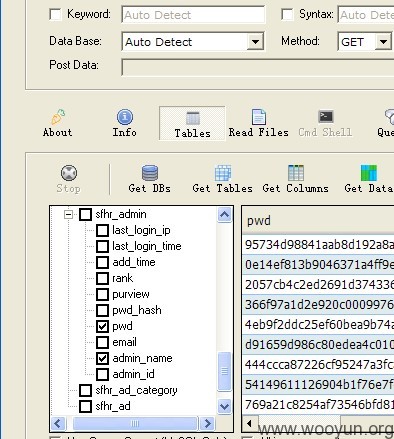 Keyword: Auto Detect Syntax: Auto Dete
Data Base: Auto Detect Method: GET
Post Data:
About Info Tables Read Files Cmd Shell Que
Stop Get DBs Get Tables Get Columns Get Data
sfhr_admin
last_login_ip
last_login_time
add_time
rank
purview
pwd_hash
pwd
email
admin_name
admin_id
sfhr_ad_category
sfhr_ad
pwd
95734d98841aab8d192a8a
0e14ef813b9046371a4ff9e
2057cb4c2ed2691d374336
366f97a1d2e920c0009976
4eb9f2ddc25ef60bea9b74a
d91659d986c80edea4c010
444ccca87226cf95247a3fc
54149611126904b1f76e7f
769a21c8254af73546bfd81
www.wooyun.org